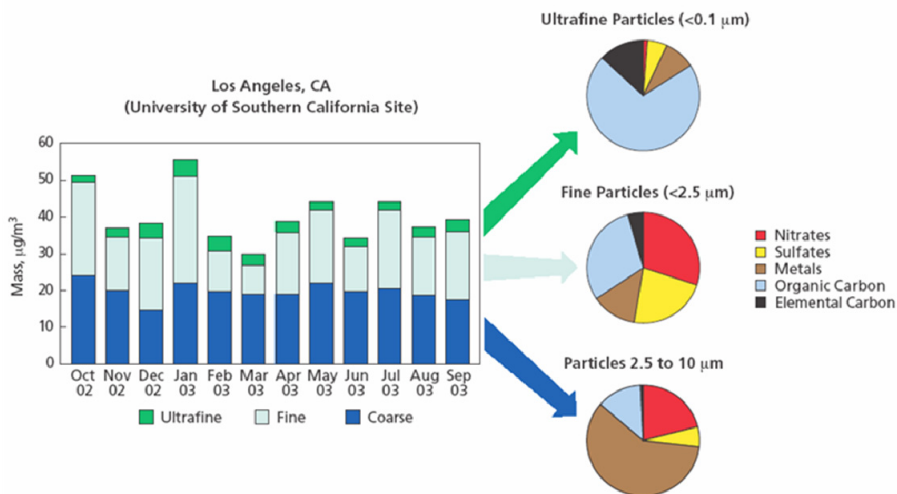 Ultrafine Particles (<0.1 µm)
Los Angeles, CA
(University of Southern California Site)
Mass, µg/m³
60
50
40
30
20
10
0
Oct Nov Dec Jan Feb Mar Apr May Jun Jul Aug Sep
02 02 02 03 03 03 03 03 03 03 03 03
Ultrafine Fine Coarse
Fine Particles (<2.5 µm)
Nitrates
Sulfates
Metals
Organic Carbon
Elemental Carbon
Particles 2.5 to 10 µm